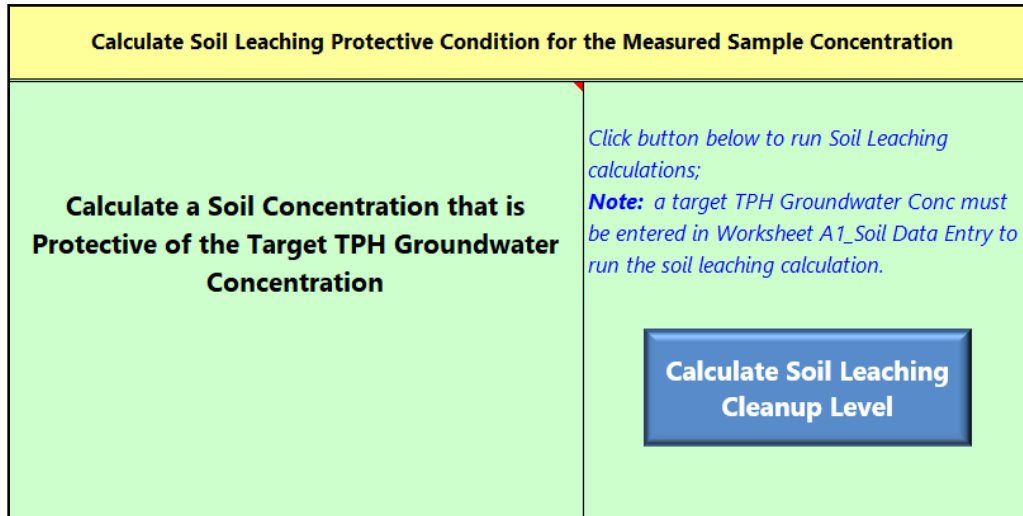 Calculate Soil Leaching Protective Condition for the Measured Sample Concentration
Calculate a Soil Concentration that is
Protective of the Target TPH Groundwater
Concentration
Click button below to run Soil Leaching
calculations;
Note:  a target TPH Groundwater Conc must
be entered in Worksheet A1_Soil Data Entry to
run the soil leaching calculation.
Calculate Soil Leaching
Cleanup Level